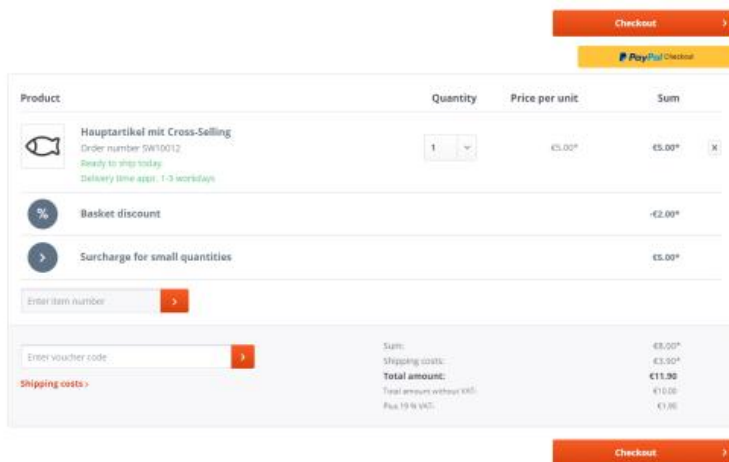 Checkout
PayPal Checkout
Product Quantity Price per unit Sum
Hauptartikel mit Cross-Selling
Order number SW10012
Ready to ship today,
Delivery time appr. 1-3 workdays
1 €5.00* €5.00*
% Basket discount -€2.00*
Surcharge for small quantities €5.00*
Enter item number
Enter voucher code
Shipping costs
Sum: €8.00*
Shipping costs: €3.90*
Total amount: €11.90
Total amount without VAT: €10.00
Plus 19 % VAT: €1.90
Checkout